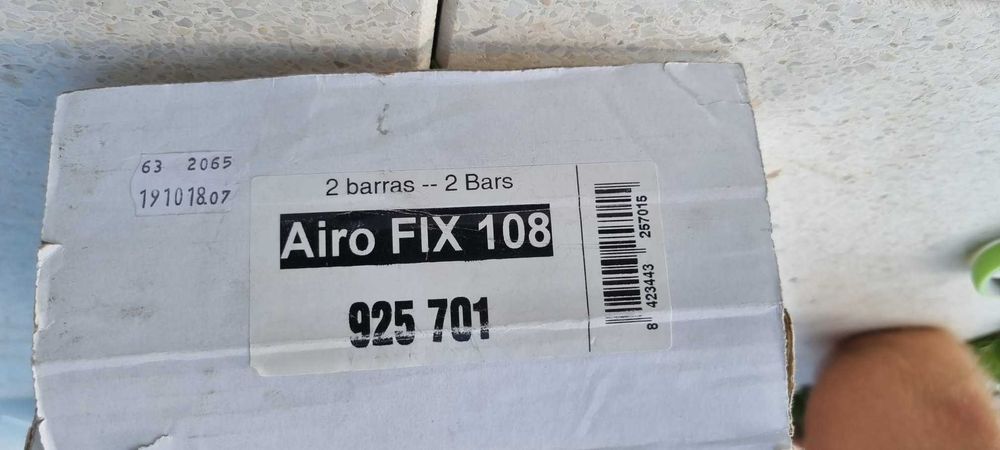 63 2065
19101807
2 barras -- 2 Bars
Airo FIX 108
925 701
8 423443 257015